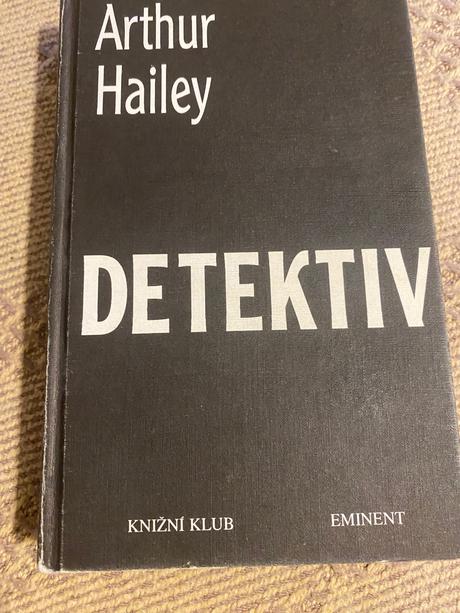 Arthur
Hailey
DETEKTIV
KNIŽNÍ KLUB EMINENT